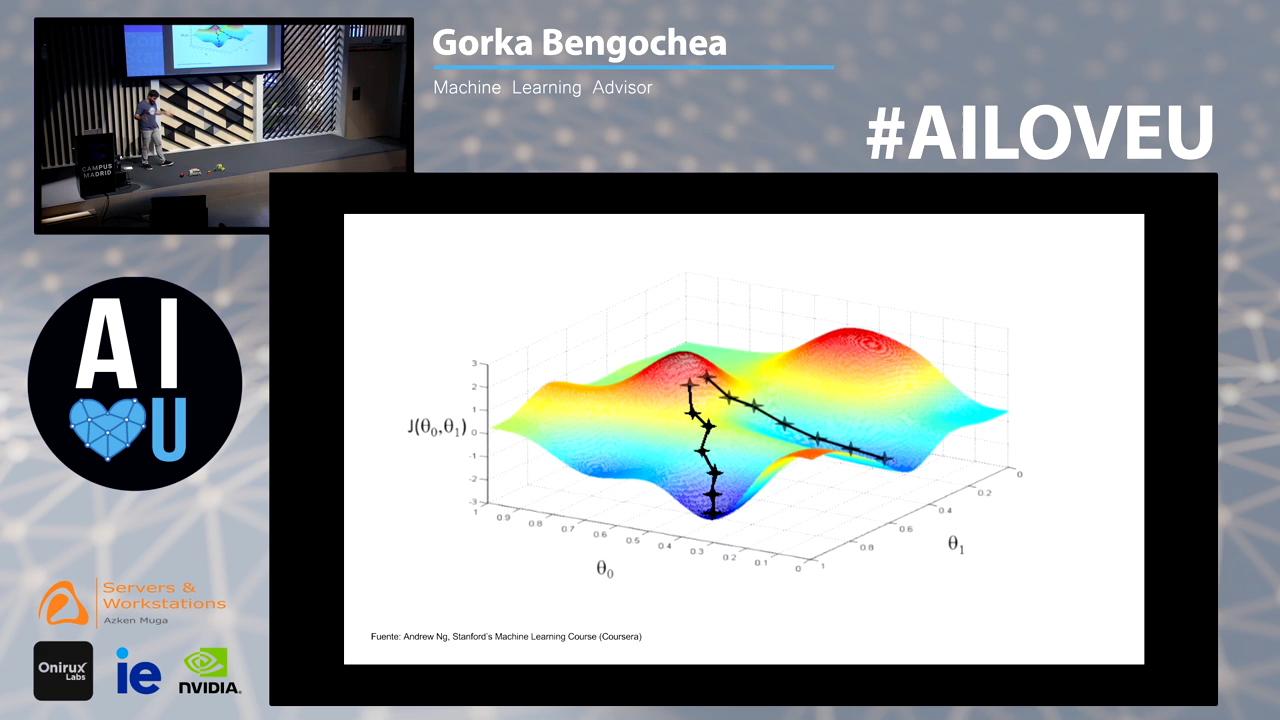 Gorka Bengochea
Machine Learning Advisor
#AILOVEU
CAMPUS
MADRID
AI
U
Servers &
Workstations
Azken Muga
Onirux
Labs
ie
NVIDIA.
J(θ₀,θ₁)
3
2
1
0
-1
-2
-3
1
0.9
0.8
0.7
0.6
0.5
0.4
0.3
0.2
0.1
0
θ₀
1
0.8
0.6
0.4
0.2
0
θ₁
Fuente: Andrew Ng, Stanford's Machine Learning Course (Coursera)